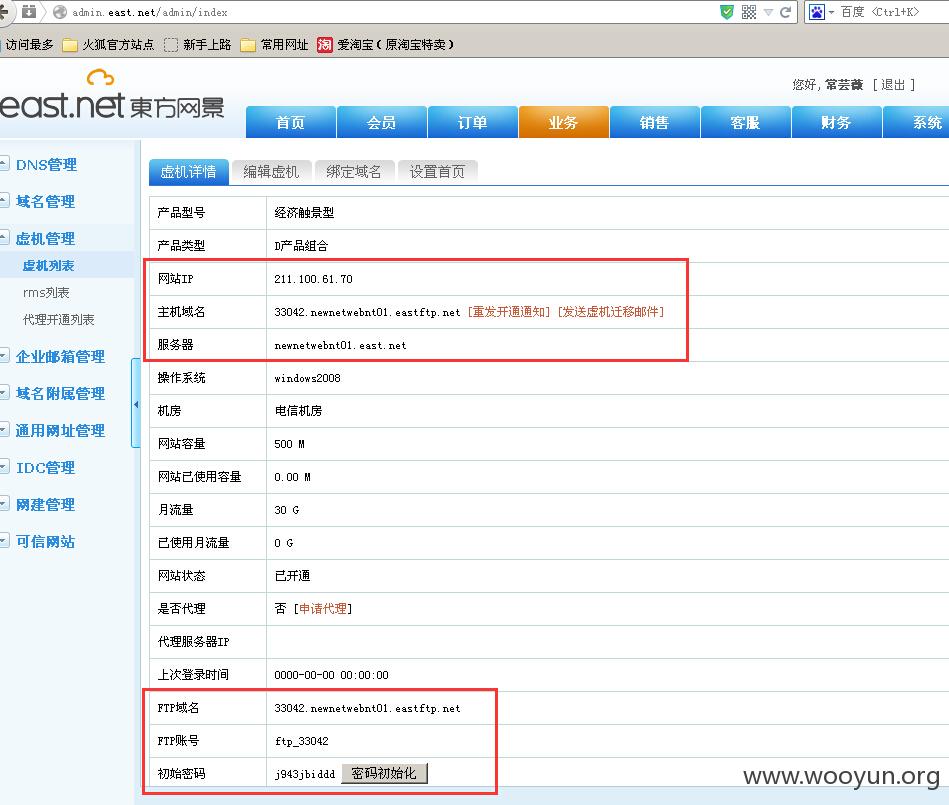 admin.east.net/admin/index
百度 <Ctrl+K>
访问最多 火狐官方站点 新手上路 常用网址 淘 爱淘宝（原淘宝特卖）
east.net 東方网景
您好, 常芸薇 [ 退出 ]
首页 会员 订单 业务 销售 客服 财务 系统
DNS管理
域名管理
虚机管理
虚机列表
rms列表
代理开通列表
企业邮箱管理
域名附属管理
通用网址管理
IDC管理
网建管理
可信网站
虚机详情 编辑虚机 绑定域名 设置首页
产品型号 经济触景型
产品类型 D产品组合
网站IP 211.100.61.70
主机域名 33042.newnetwebnt01.eastftp.net [重发开通通知] [发送虚机迁移邮件]
服务器 newnetwebnt01.east.net
操作系统 windows2008
机房 电信机房
网站容量 500 M
网站已使用容量 0.00 M
月流量 30 G
已使用月流量 0 G
网站状态 已开通
是否代理 否 [申请代理]
代理服务器IP
上次登录时间 0000-00-00 00:00:00
FTP域名 33042.newnetwebnt01.eastftp.net
FTP账号 ftp_33042
初始密码 j943jbiddd 密码初始化
www.wooyun.org